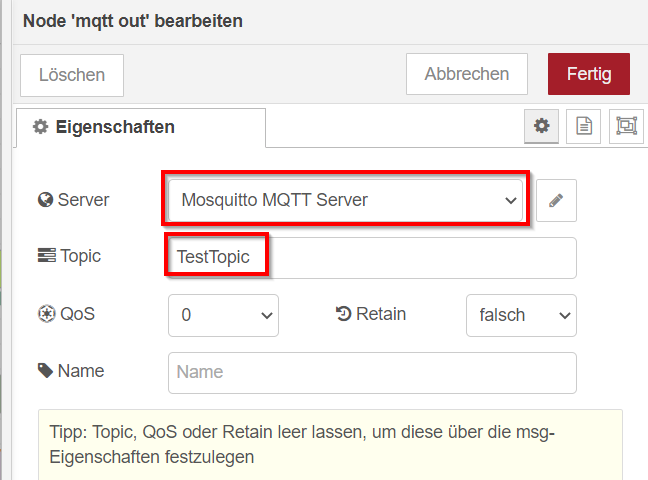 Node 'mqtt out' bearbeiten
Löschen
Abbrechen
Fertig
Eigenschaften
Server
Mosquitto MQTT Server
Topic
TestTopic
QoS
0
Retain
falsch
Name
Name
Tipp: Topic, QoS oder Retain leer lassen, um diese über die msg-
Eigenschaften festzulegen